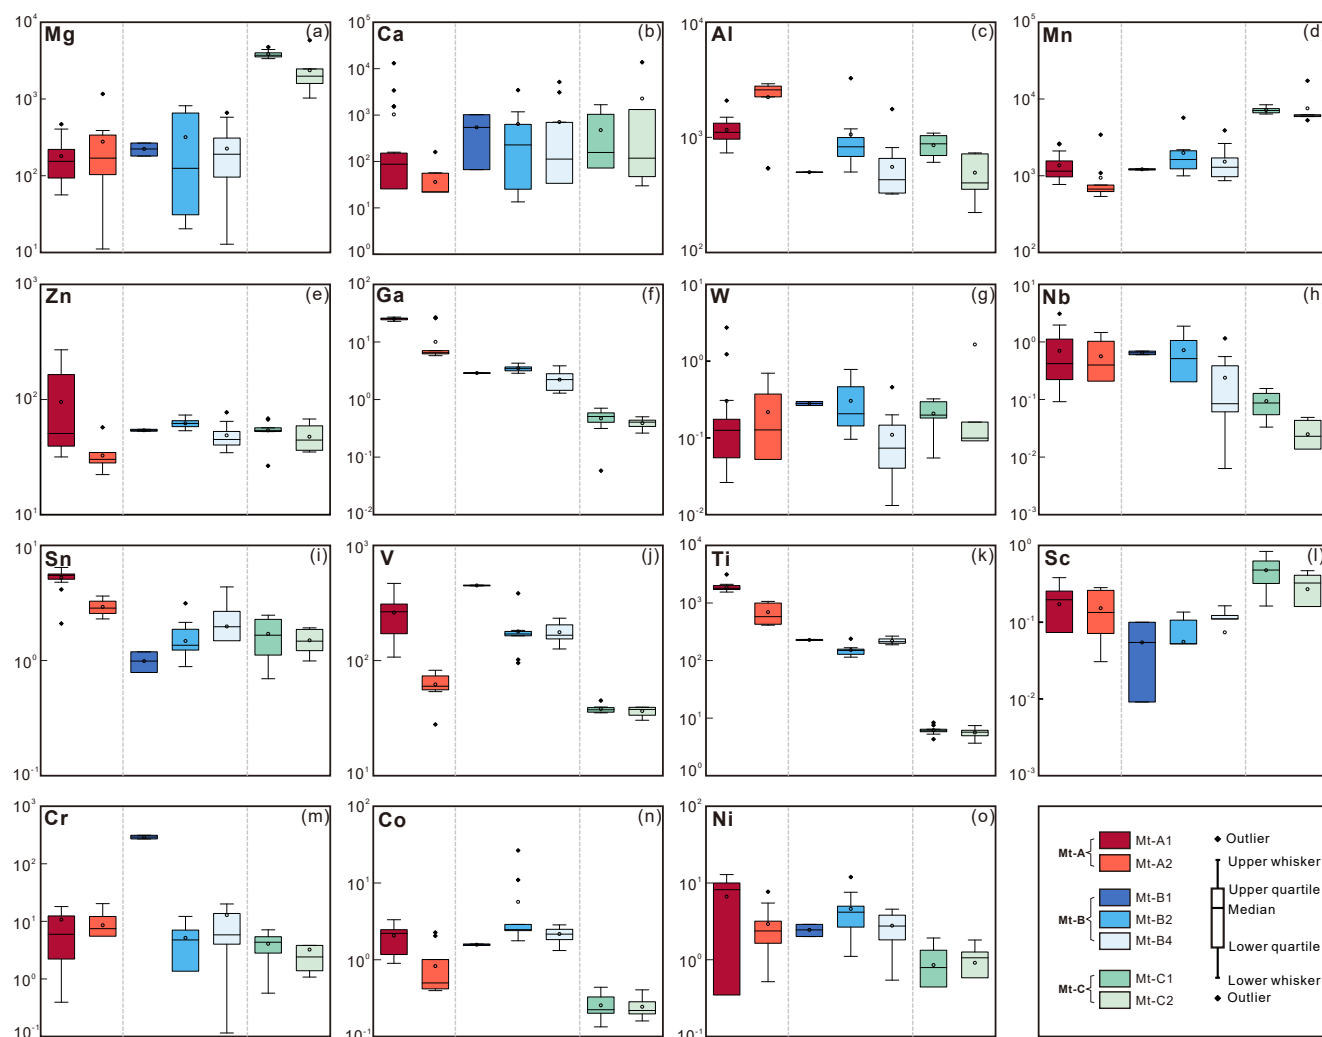 Mg (a)
10⁴
10³
10²
10¹
Ca (b)
10⁵
10⁴
10³
10²
10¹
10⁰
Al (c)
10⁴
10³
10²
Mn (d)
10⁵
10⁴
10³
10²
Zn (e)
10³
10²
10¹
Ga (f)
10²
10¹
10⁰
10⁻¹
10⁻²
W (g)
10¹
10⁰
10⁻¹
10⁻²
Nb (h)
10¹
10⁰
10⁻¹
10⁻²
10⁻³
Sn (i)
10¹
10⁰
10⁻¹
V (j)
10³
10²
10¹
Ti (k)
10⁴
10³
10²
10¹
10⁰
Sc (l)
10⁰
10⁻¹
10⁻²
10⁻³
Cr (m)
10³
10²
10¹
10⁰
10⁻¹
Co (n)
10²
10¹
10⁰
10⁻¹
Ni (o)
10²
10¹
10⁰
10⁻¹
Mt-A
Mt-A1
Mt-A2
Mt-B
Mt-B1
Mt-B2
Mt-B4
Mt-C
Mt-C1
Mt-C2
Outlier
Upper whisker
Upper quartile
Median
Lower quartile
Lower whisker
Outlier